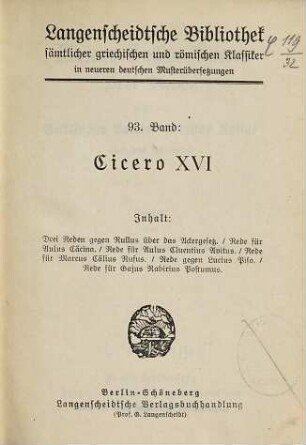 Langenscheidtsche Bibliothek
sämtlicher griechischen und römischen Klassiker
in neueren deutschen Musterübersetzungen
φ 119
32
93. Band:
Cicero XVI
Inhalt:
Drei Reden gegen Rullus über das Ackergesetz. / Rede für
Aulus Cäcina. / Rede für Aulus Cluentius Avitus. / Rede
für Marcus Cälius Rufus. / Rede gegen Lucius Piso. /
Rede für Gajus Rabirius Postumus.
Berlin-Schöneberg
Langenscheidtsche Verlagsbuchhandlung
(Prof. G. Langenscheidt)